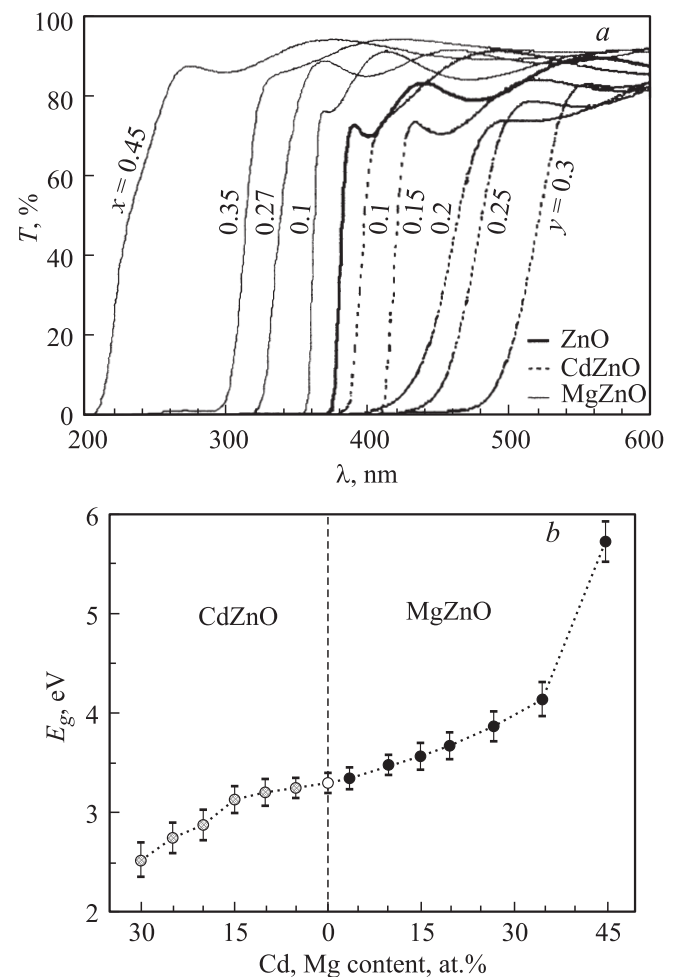 100
a
80
60
T, %
40
20
0
x = 0.45
0.35
0.27
0.1
0.1
0.15
0.2
0.25
y = 0.3
ZnO
CdZnO
MgZnO
200 300 400 500 600
λ, nm
6
b
5
CdZnO MgZnO
E_g, eV
4
3
2
30 15 0 15 30 45
Cd, Mg content, at.%